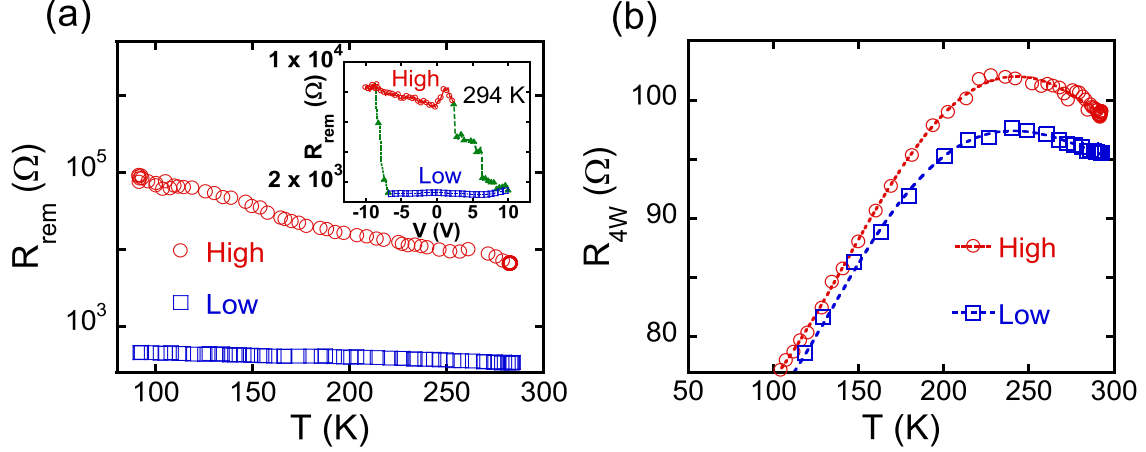 (a)
R_rem (Ω)
10^5
10^3
High
Low
100 150 200 250 300
T (K)
1 x 10^4
2 x 10^3
R_rem (Ω)
High
294 K
Low
-10 -5 0 5 10
V (V)
(b)
R_4W (Ω)
100
90
80
High
Low
50 100 150 200 250 300
T (K)